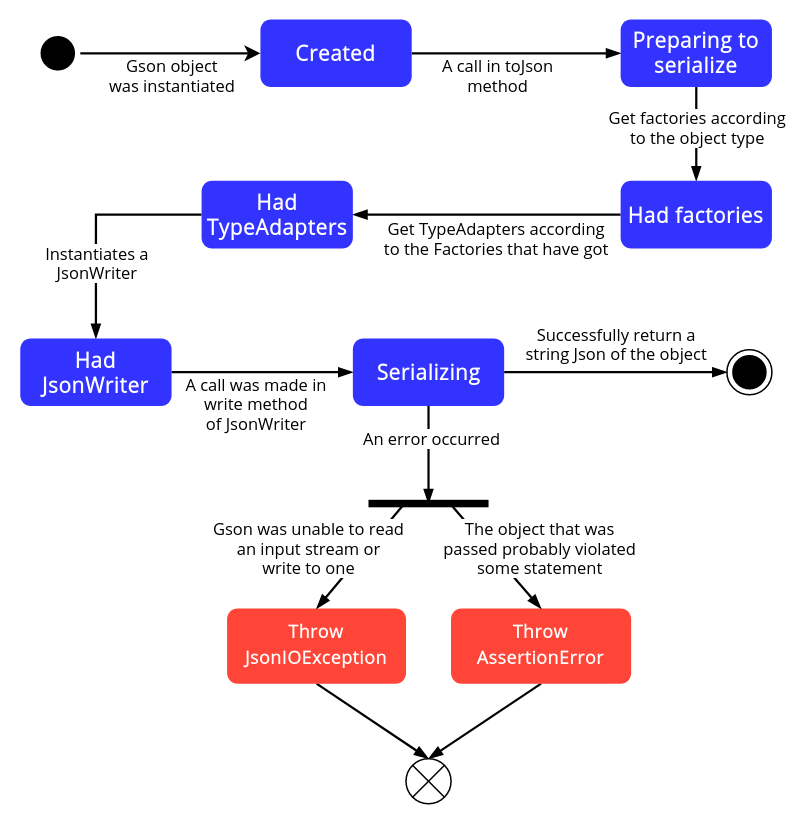 Created
Preparing to
serialize
Gson object
was instantiated
A call in toJson
method
Get factories according
to the object type
Had
TypeAdapters
Had factories
Get TypeAdapters according
to the Factories that have got
Instantiates a
JsonWriter
Had
JsonWriter
A call was made in
write method
of JsonWriter
Serializing
Successfully return a
string Json of the object
An error occurred
Gson was unable to read
an input stream or
write to one
The object that was
passed probably violated
some statement
Throw
JsonIOException
Throw
AssertionError